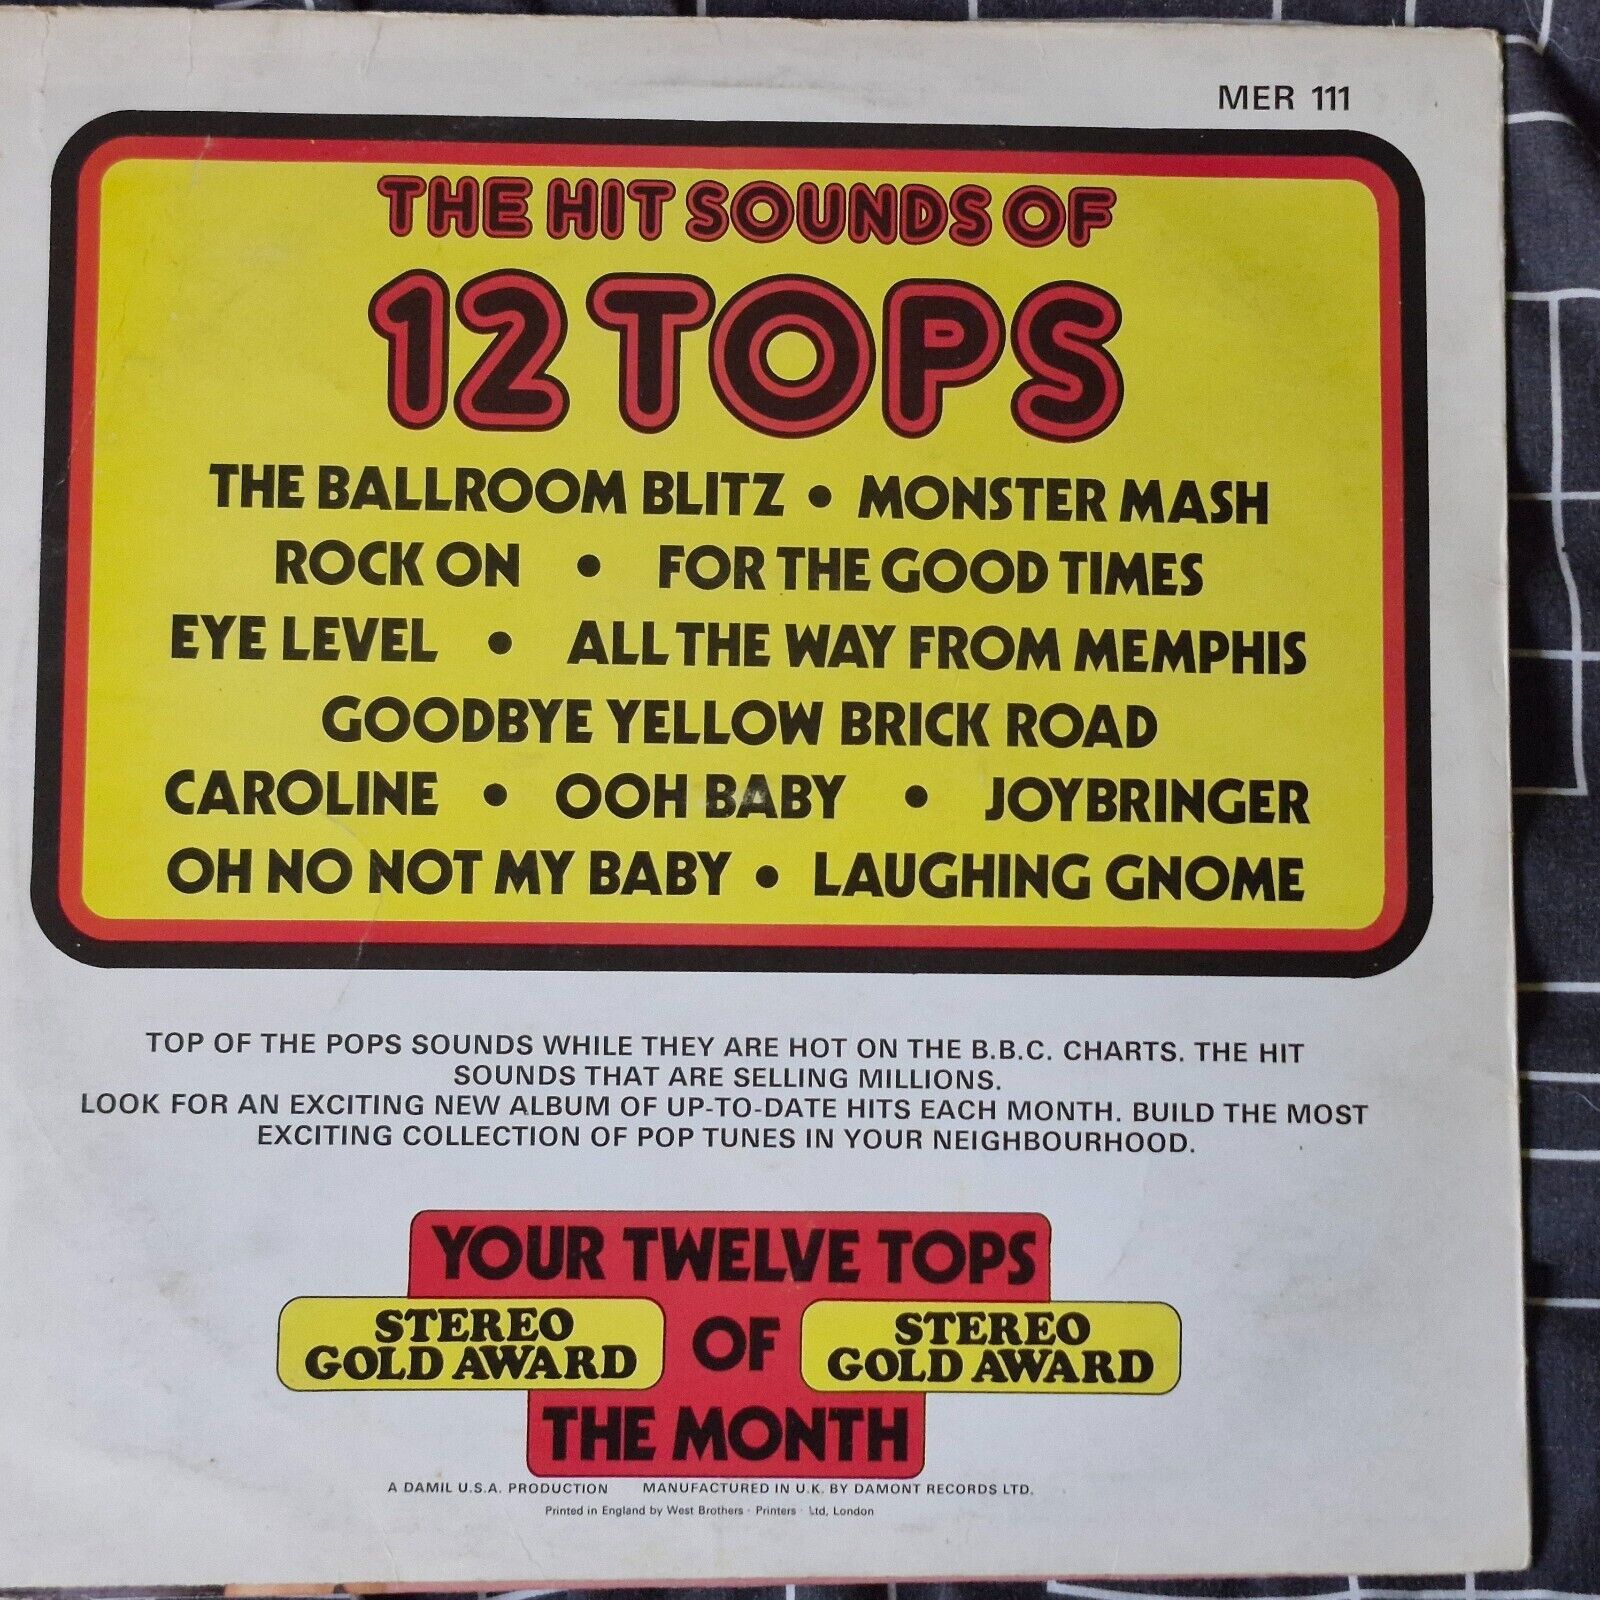 MER 111
THE HIT SOUNDS OF
12 TOPS
THE BALLROOM BLITZ • MONSTER MASH
ROCK ON • FOR THE GOOD TIMES
EYE LEVEL • ALL THE WAY FROM MEMPHIS
GOODBYE YELLOW BRICK ROAD
CAROLINE • OOH BABY • JOYBRINGER
OH NO NOT MY BABY • LAUGHING GNOME
TOP OF THE POPS SOUNDS WHILE THEY ARE HOT ON THE B.B.C. CHARTS. THE HIT
SOUNDS THAT ARE SELLING MILLIONS.
LOOK FOR AN EXCITING NEW ALBUM OF UP-TO-DATE HITS EACH MONTH. BUILD THE MOST
EXCITING COLLECTION OF POP TUNES IN YOUR NEIGHBOURHOOD.
YOUR TWELVE TOPS
OF
THE MONTH
STEREO
GOLD AWARD
STEREO
GOLD AWARD
A DAMIL U.S.A. PRODUCTION MANUFACTURED IN U.K. BY DAMONT RECORDS LTD.
Printed in England by West Brothers · Printers · Ltd, London